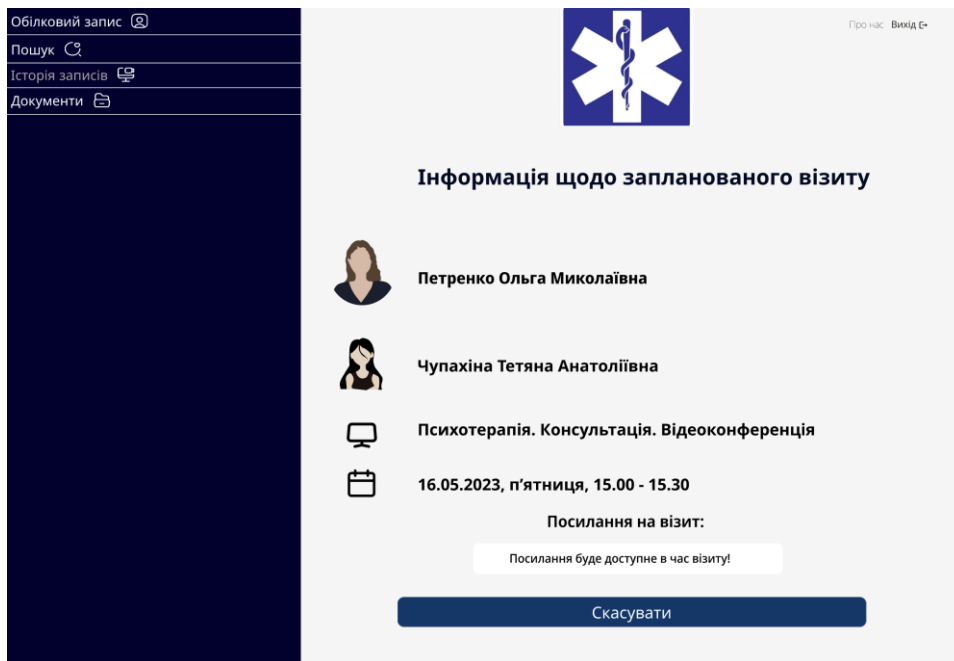 Обілковий запис
Пошук
Історія записів
Документи
Про нас Вихід
Інформація щодо запланованого візиту
Петренко Ольга Миколаївна
Чупахіна Тетяна Анатоліївна
Психотерапія. Консультація. Відеоконференція
16.05.2023, п’ятниця, 15.00 - 15.30
Посилання на візит:
Посилання буде доступне в час візиту!
Скасувати